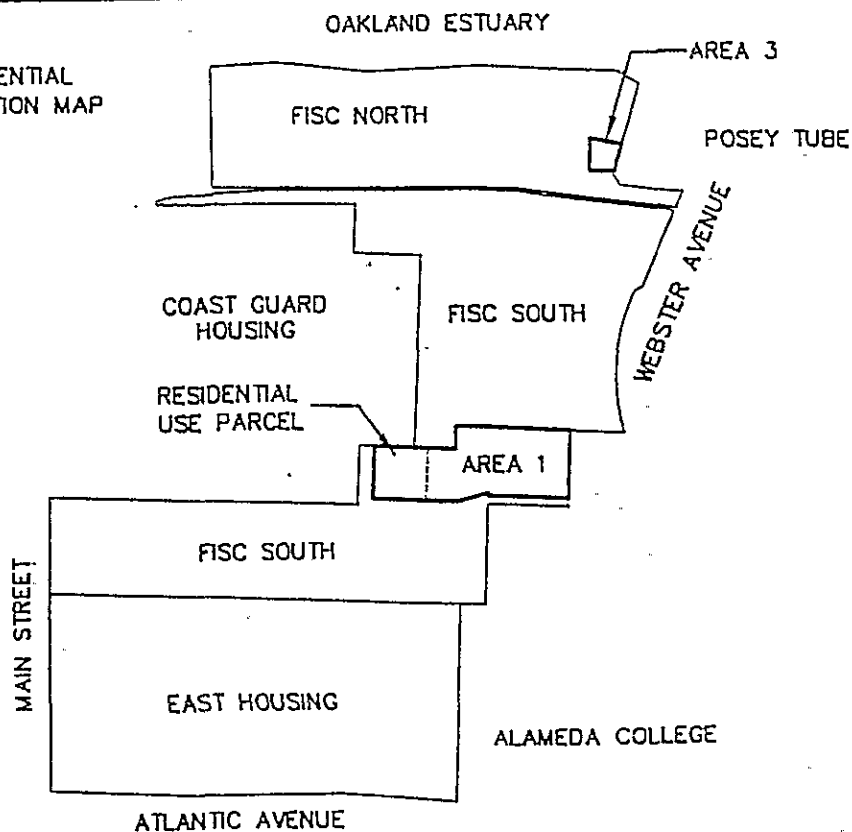 OAKLAND ESTUARY
AREA 3
ENTIAL
TION MAP
FISC NORTH
POSEY TUBE
WEBSTER AVENUE
COAST GUARD
HOUSING
FISC SOUTH
RESIDENTIAL
USE PARCEL
AREA 1
FISC SOUTH
MAIN STREET
EAST HOUSING
ALAMEDA COLLEGE
ATLANTIC AVENUE